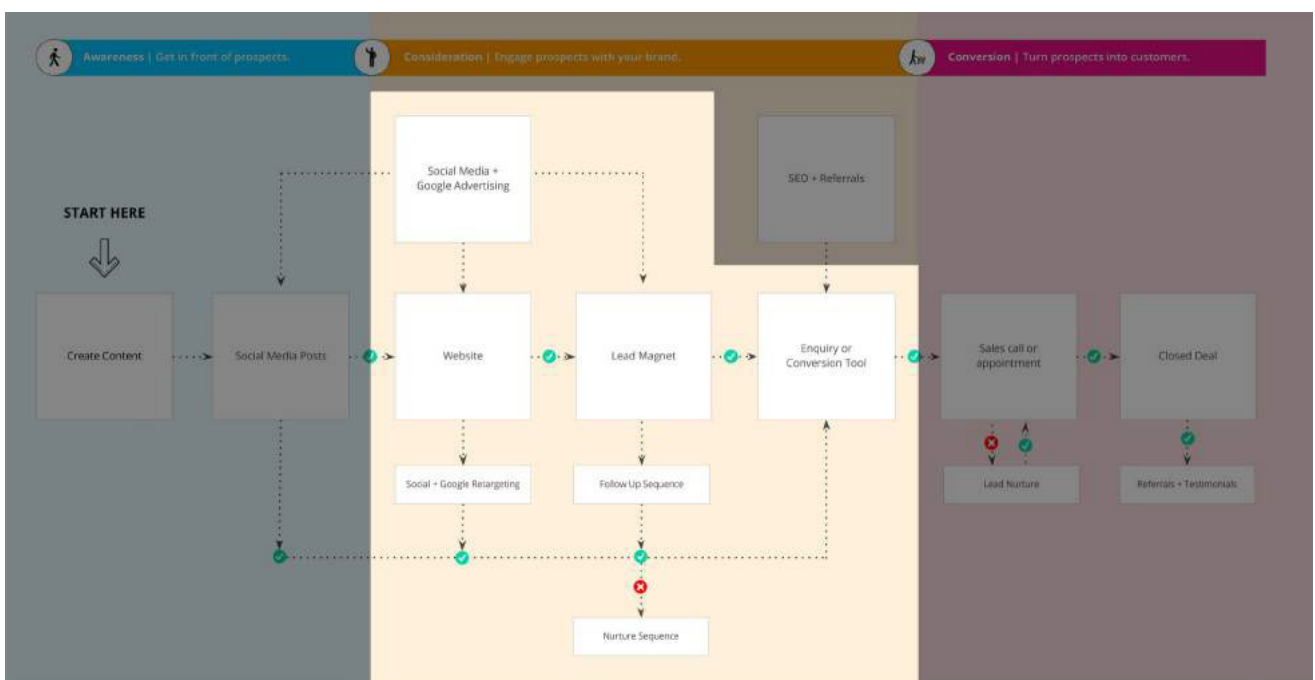 Awareness | Get in front of prospects.
Consideration | Engage prospects with your brand.
Conversion | Turn prospects into customers.
Social Media +
Google Advertising
SEO + Referrals
START HERE
Create Content
Social Media Posts
Website
Lead Magnet
Enquiry or
Conversion Tool
Sales call or
appointment
Closed Deal
Social + Google Retargeting
Follow Up Sequence
Lead Nurture
Referrals + Testimonials
Nurture Sequence